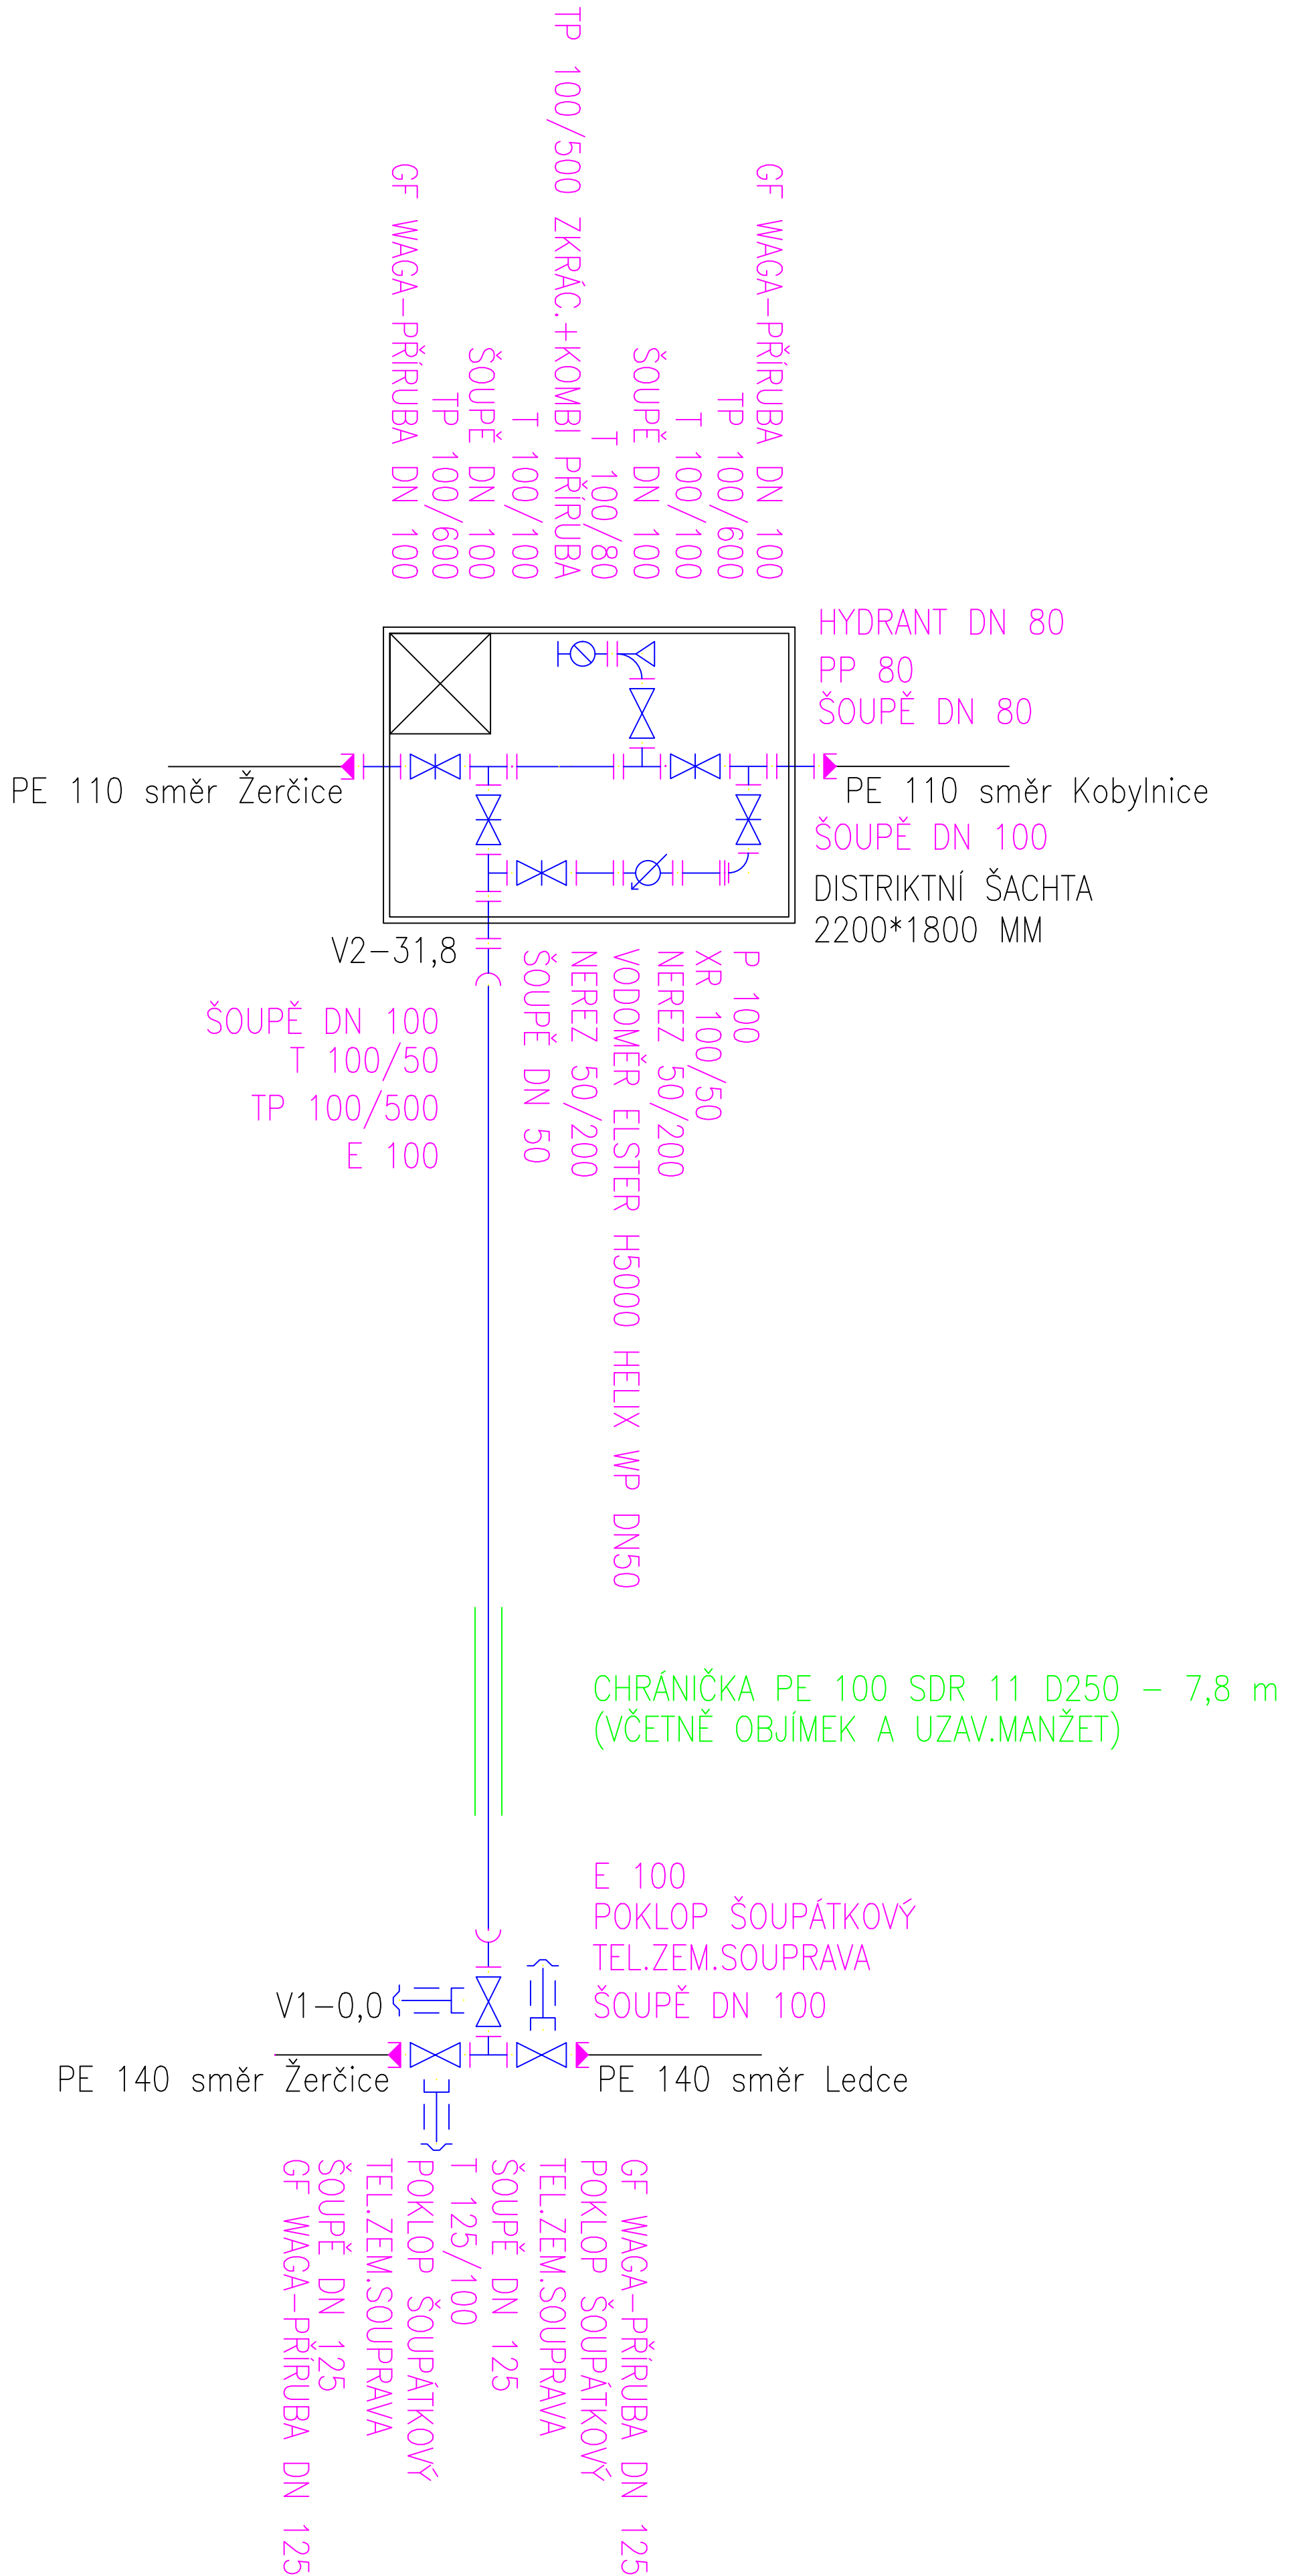 GF WAGA-PŘÍRUBA DN 100
TP 100/600
ŠOUPĚ DN 100
T 100/100
TP 100/500 ZKRÁC.+KOMBI PŘÍRUBA
T 100/80
ŠOUPĚ DN 100
T 100/100
TP 100/600
GF WAGA-PŘÍRUBA DN 100
HYDRANT DN 80
PP 80
ŠOUPĚ DN 80
PE 110 směr Žerčice
PE 110 směr Kobylnice
ŠOUPĚ DN 100
DISTRIKTNÍ ŠACHTA
2200*1800 MM
V2-31,8
ŠOUPĚ DN 100
T 100/50
TP 100/500
E 100
ŠOUPĚ DN 50
NEREZ 50/200
VODOMĚR ELSTER H5000 HELIX WP DN50
NEREZ 50/200
XR 100/50
P 100
CHRÁNIČKA PE 100 SDR 11 D250 - 7,8 m
(VČETNĚ OBJÍMEK A UZAV.MANŽET)
E 100
POKLOP ŠOUPÁTKOVÝ
TEL.ZEM.SOUPRAVA
ŠOUPĚ DN 100
V1-0,0
PE 140 směr Žerčice
PE 140 směr Ledce
GF WAGA-PŘÍRUBA DN 125
ŠOUPĚ DN 125
TEL.ZEM.SOUPRAVA
POKLOP ŠOUPÁTKOVÝ
T 125/100
ŠOUPĚ DN 125
TEL.ZEM.SOUPRAVA
POKLOP ŠOUPÁTKOVÝ
GF WAGA-PŘÍRUBA DN 125